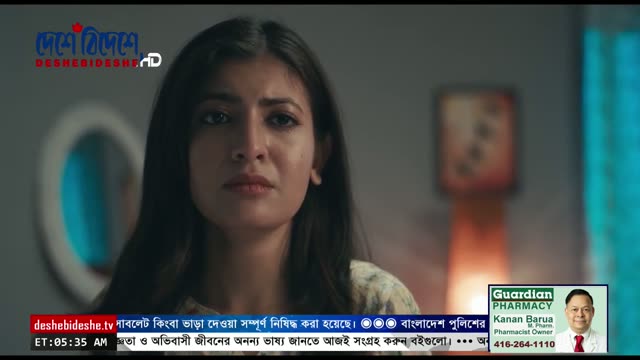 দেশে বিদেশে
DESHEBIDESHE HD
Guardian
PHARMACY
Kanan Barua
M. Pharm.
Pharmacist Owner
416-264-1110
deshebideshe.tv
সাবলেট কিংবা ভাড়া দেওয়া সম্পূর্ণ নিষিদ্ধ করা হয়েছে। ◉◉◉ বাংলাদেশ পুলিশের
ET:05:35 AM
জ্ঞতা ও অভিবাসী জীবনের অনন্য ভাষ্য জানতে আজই সংগ্রহ করুন বইগুলো। ••• অন